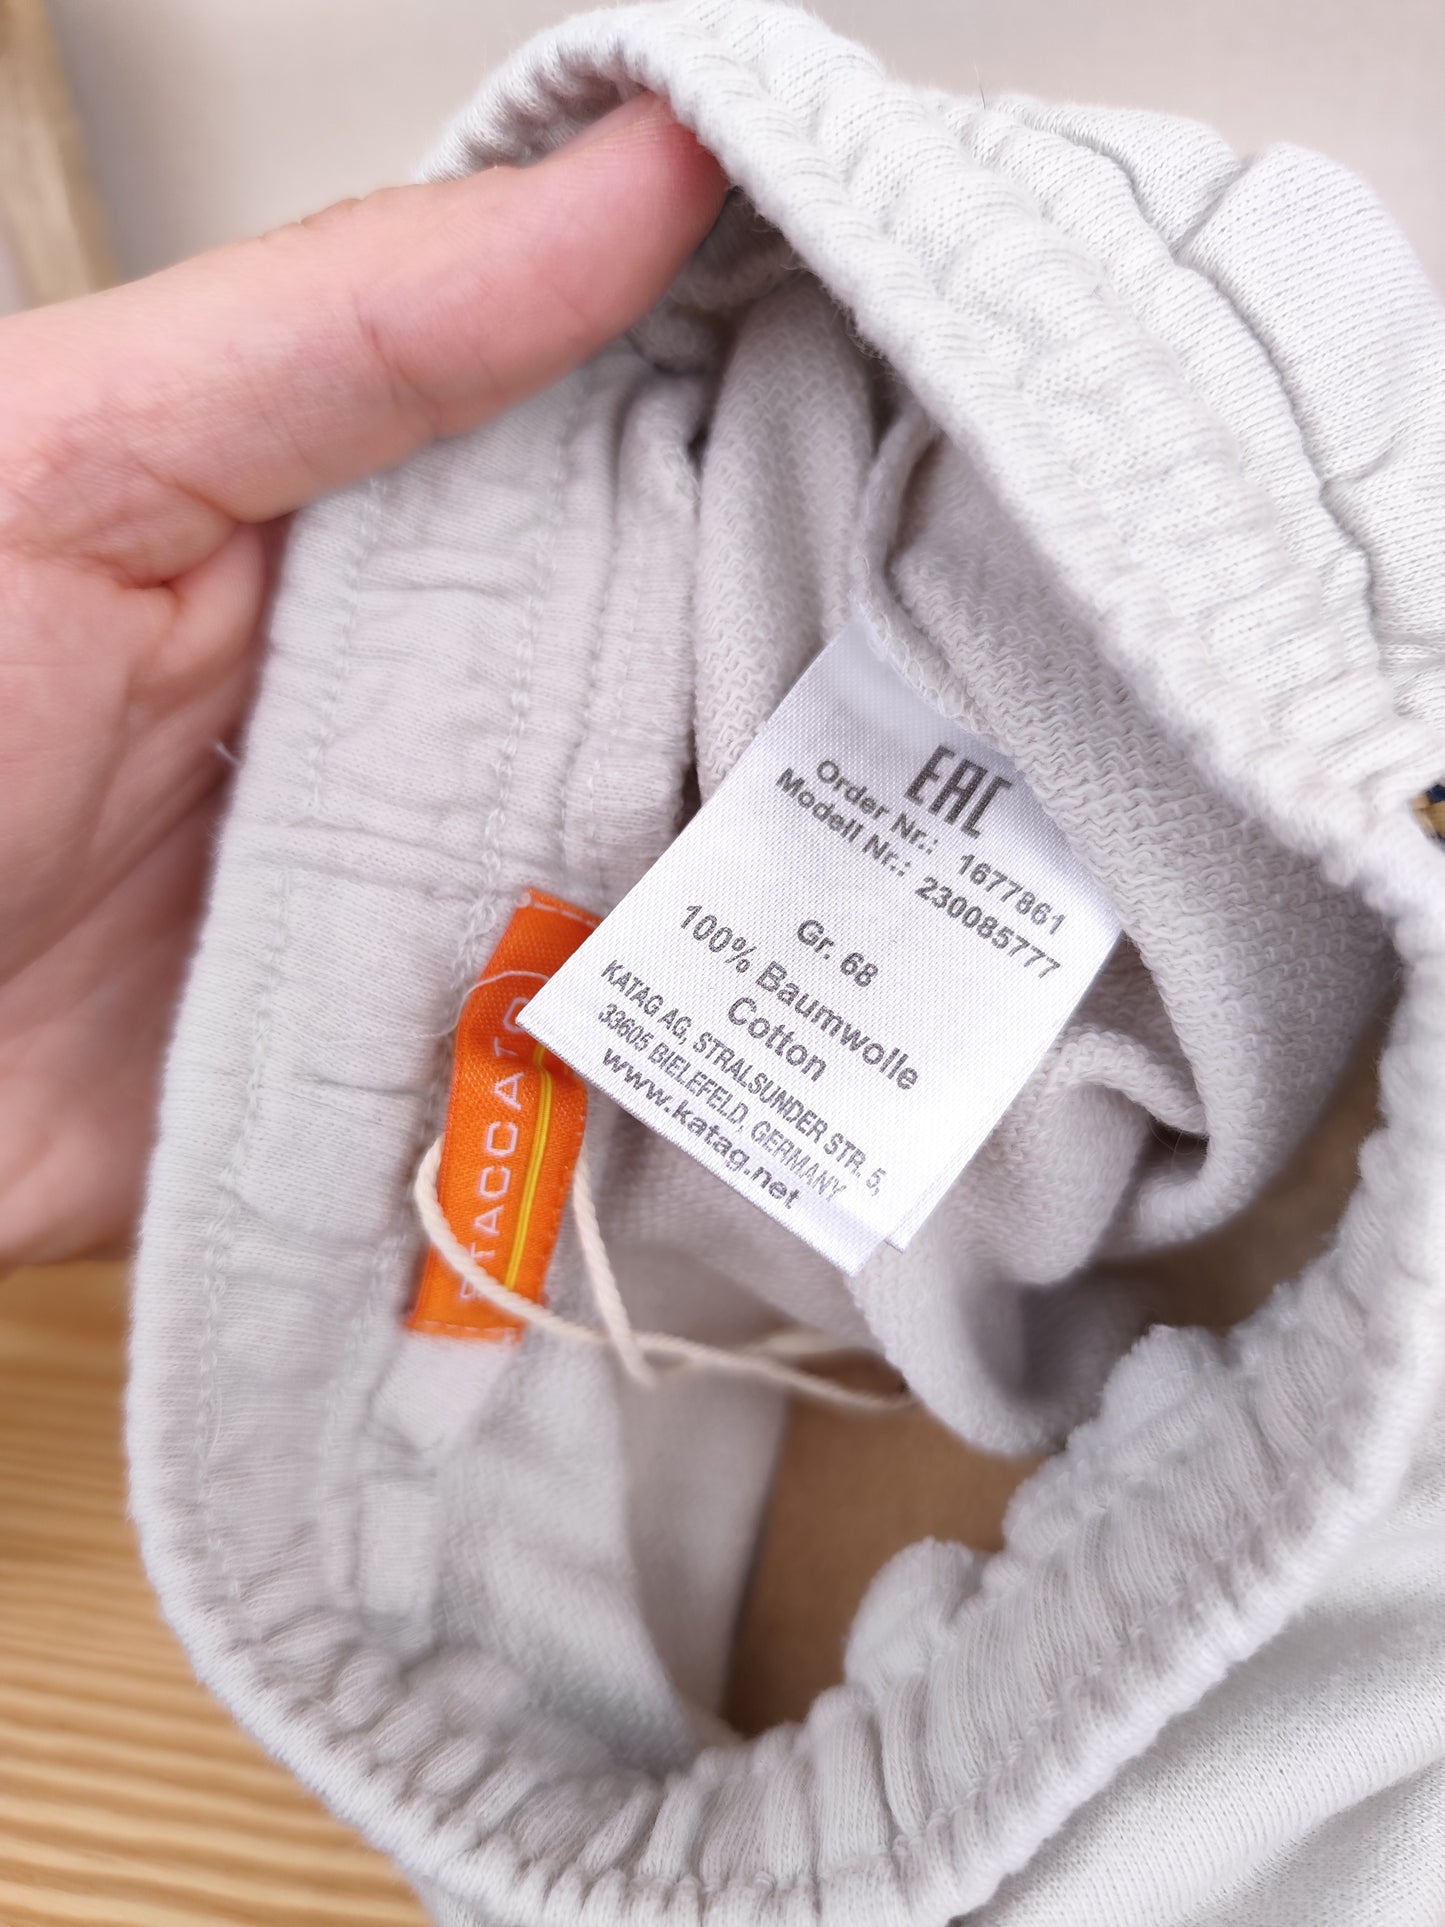 EAC
Order Nr.: 1677861
Modell Nr.: 230085777
Gr. 68
100% Baumwolle
Cotton
KATAG AG, STRALSUNDER STR. 5,
33605 BIELEFELD, GERMANY
www.katag.net
STACCATO